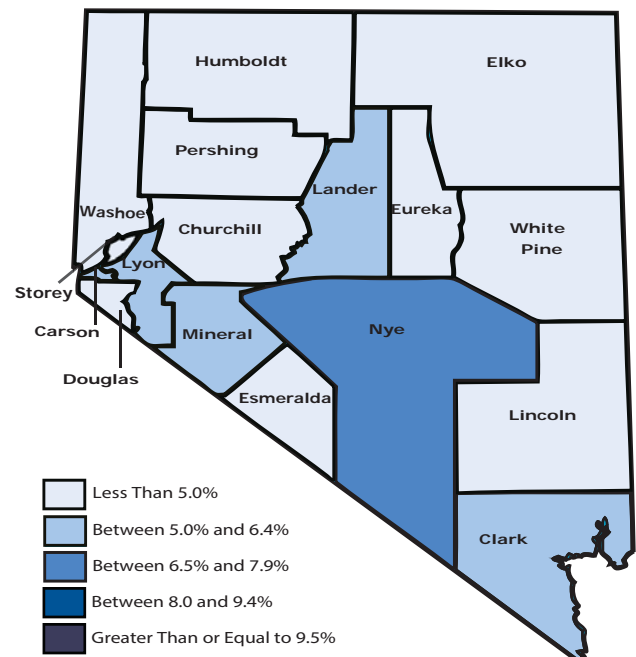 Humboldt
Elko
Pershing
Lander
Eureka
Washoe
Churchill
White
Pine
Lyon
Storey
Carson
Mineral
Nye
Douglas
Esmeralda
Lincoln
Clark
Less Than 5.0%
Between 5.0% and 6.4%
Between 6.5% and 7.9%
Between 8.0 and 9.4%
Greater Than or Equal to 9.5%